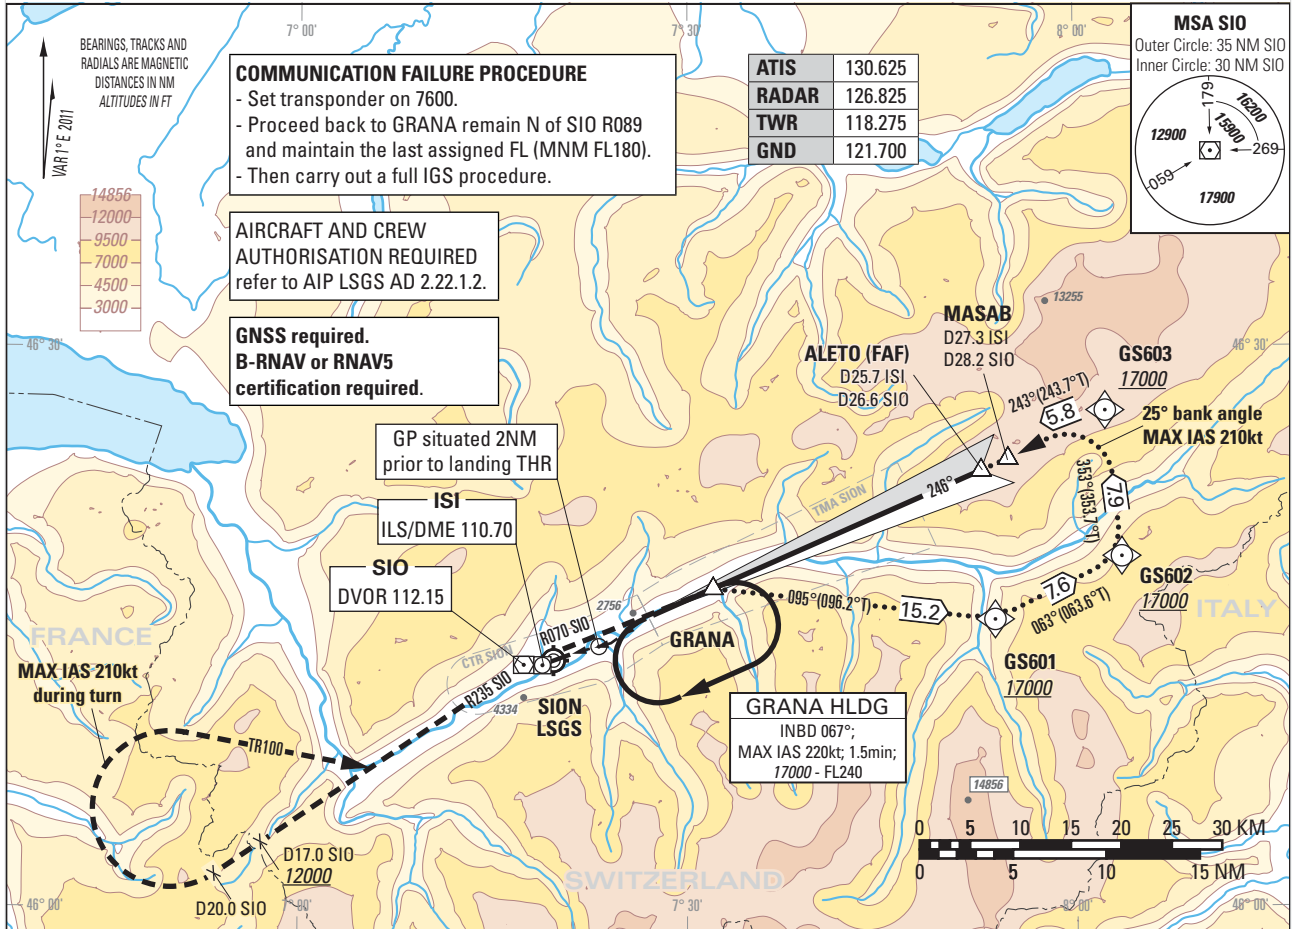 7° 00'
7° 30'
8° 00'
BEARINGS, TRACKS AND
RADIALS ARE MAGNETIC
DISTANCES IN NM
ALTITUDES IN FT
VAR 1° E 2011
14856
12000
9500
7000
4500
3000
COMMUNICATION FAILURE PROCEDURE
- Set transponder on 7600.
- Proceed back to GRANA remain N of SIO R089
and maintain the last assigned FL (MNM FL180).
- Then carry out a full IGS procedure.
AIRCRAFT AND CREW
AUTHORISATION REQUIRED
refer to AIP LSGS AD 2.22.1.2.
GNSS required.
B-RNAV or RNAV5
certification required.
ATIS 130.625
RADAR 126.825
TWR 118.275
GND 121.700
MSA SIO
Outer Circle: 35 NM SIO
Inner Circle: 30 NM SIO
179
16200
15900
12900
269
059
17900
13255
46° 30'
46° 30'
MASAB
D27.3 ISI
D28.2 SIO
ALETO (FAF)
D25.7 ISI
D26.6 SIO
GS603
17000
243°(243.7°T)
5.8
25° bank angle
MAX IAS 210kt
353°(353.7°T)
7.9
GP situated 2NM
prior to landing THR
246°
TMA SION
ISI
ILS/DME 110.70
SIO
DVOR 112.15
GS602
17000
7.6
063°(063.6°T)
095°(096.2°T)
15.2
GS601
17000
2756
R070 SIO
CTR SION
GRANA
FRANCE
ITALY
MAX IAS 210kt
during turn
R235 SIO
4334
SION
LSGS
GRANA HLDG
INBD 067°;
MAX IAS 220kt; 1.5min;
17000 - FL240
TR100
14856
0 5 10 15 20 25 30 KM
0 5 10 15 NM
D17.0 SIO
12000
D20.0 SIO
SWITZERLAND
46° 00'
7° 00'
7° 30'
8° 00'
46° 00'